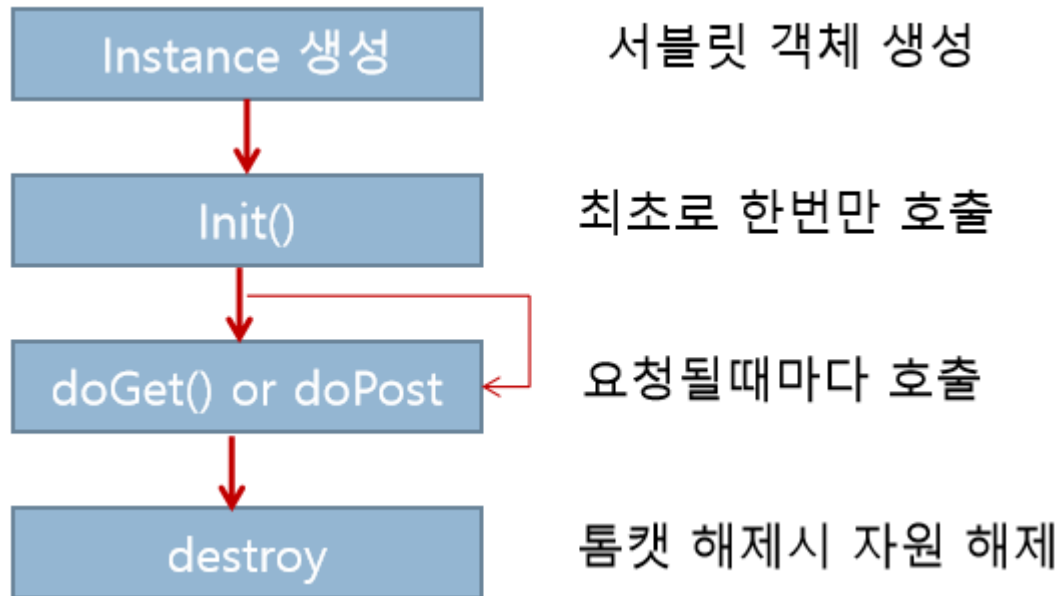 Instance 생성
서블릿 객체 생성
Init()
최초로 한번만 호출
doGet() or doPost
요청될때마다 호출
destroy
톰캣 해제시 자원 해제